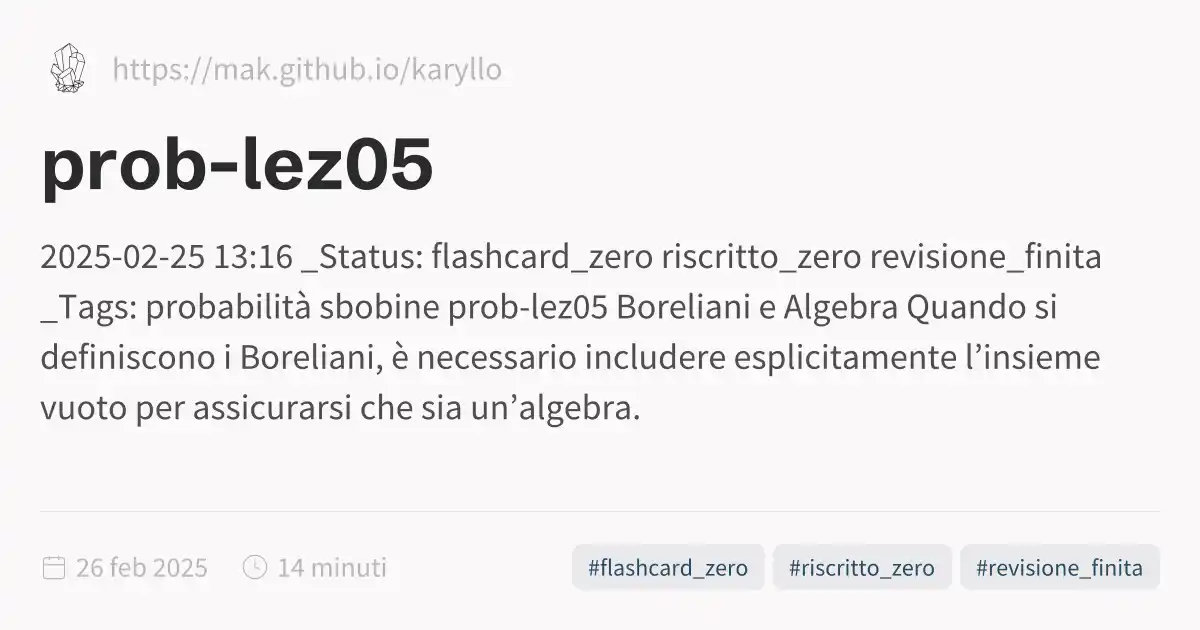 https://mak.github.io/karyllo
prob-lez05
2025-02-25 13:16 _Status: flashcard_zero riscritto_zero revisione_finita
_Tags: probabilità sbobine prob-lez05 Boreliani e Algebra Quando si
definiscono i Boreliani, è necessario includere esplicitamente l’insieme
vuoto per assicurarsi che sia un’algebra.
26 feb 2025 14 minuti #flashcard_zero #riscritto_zero #revisione_finita